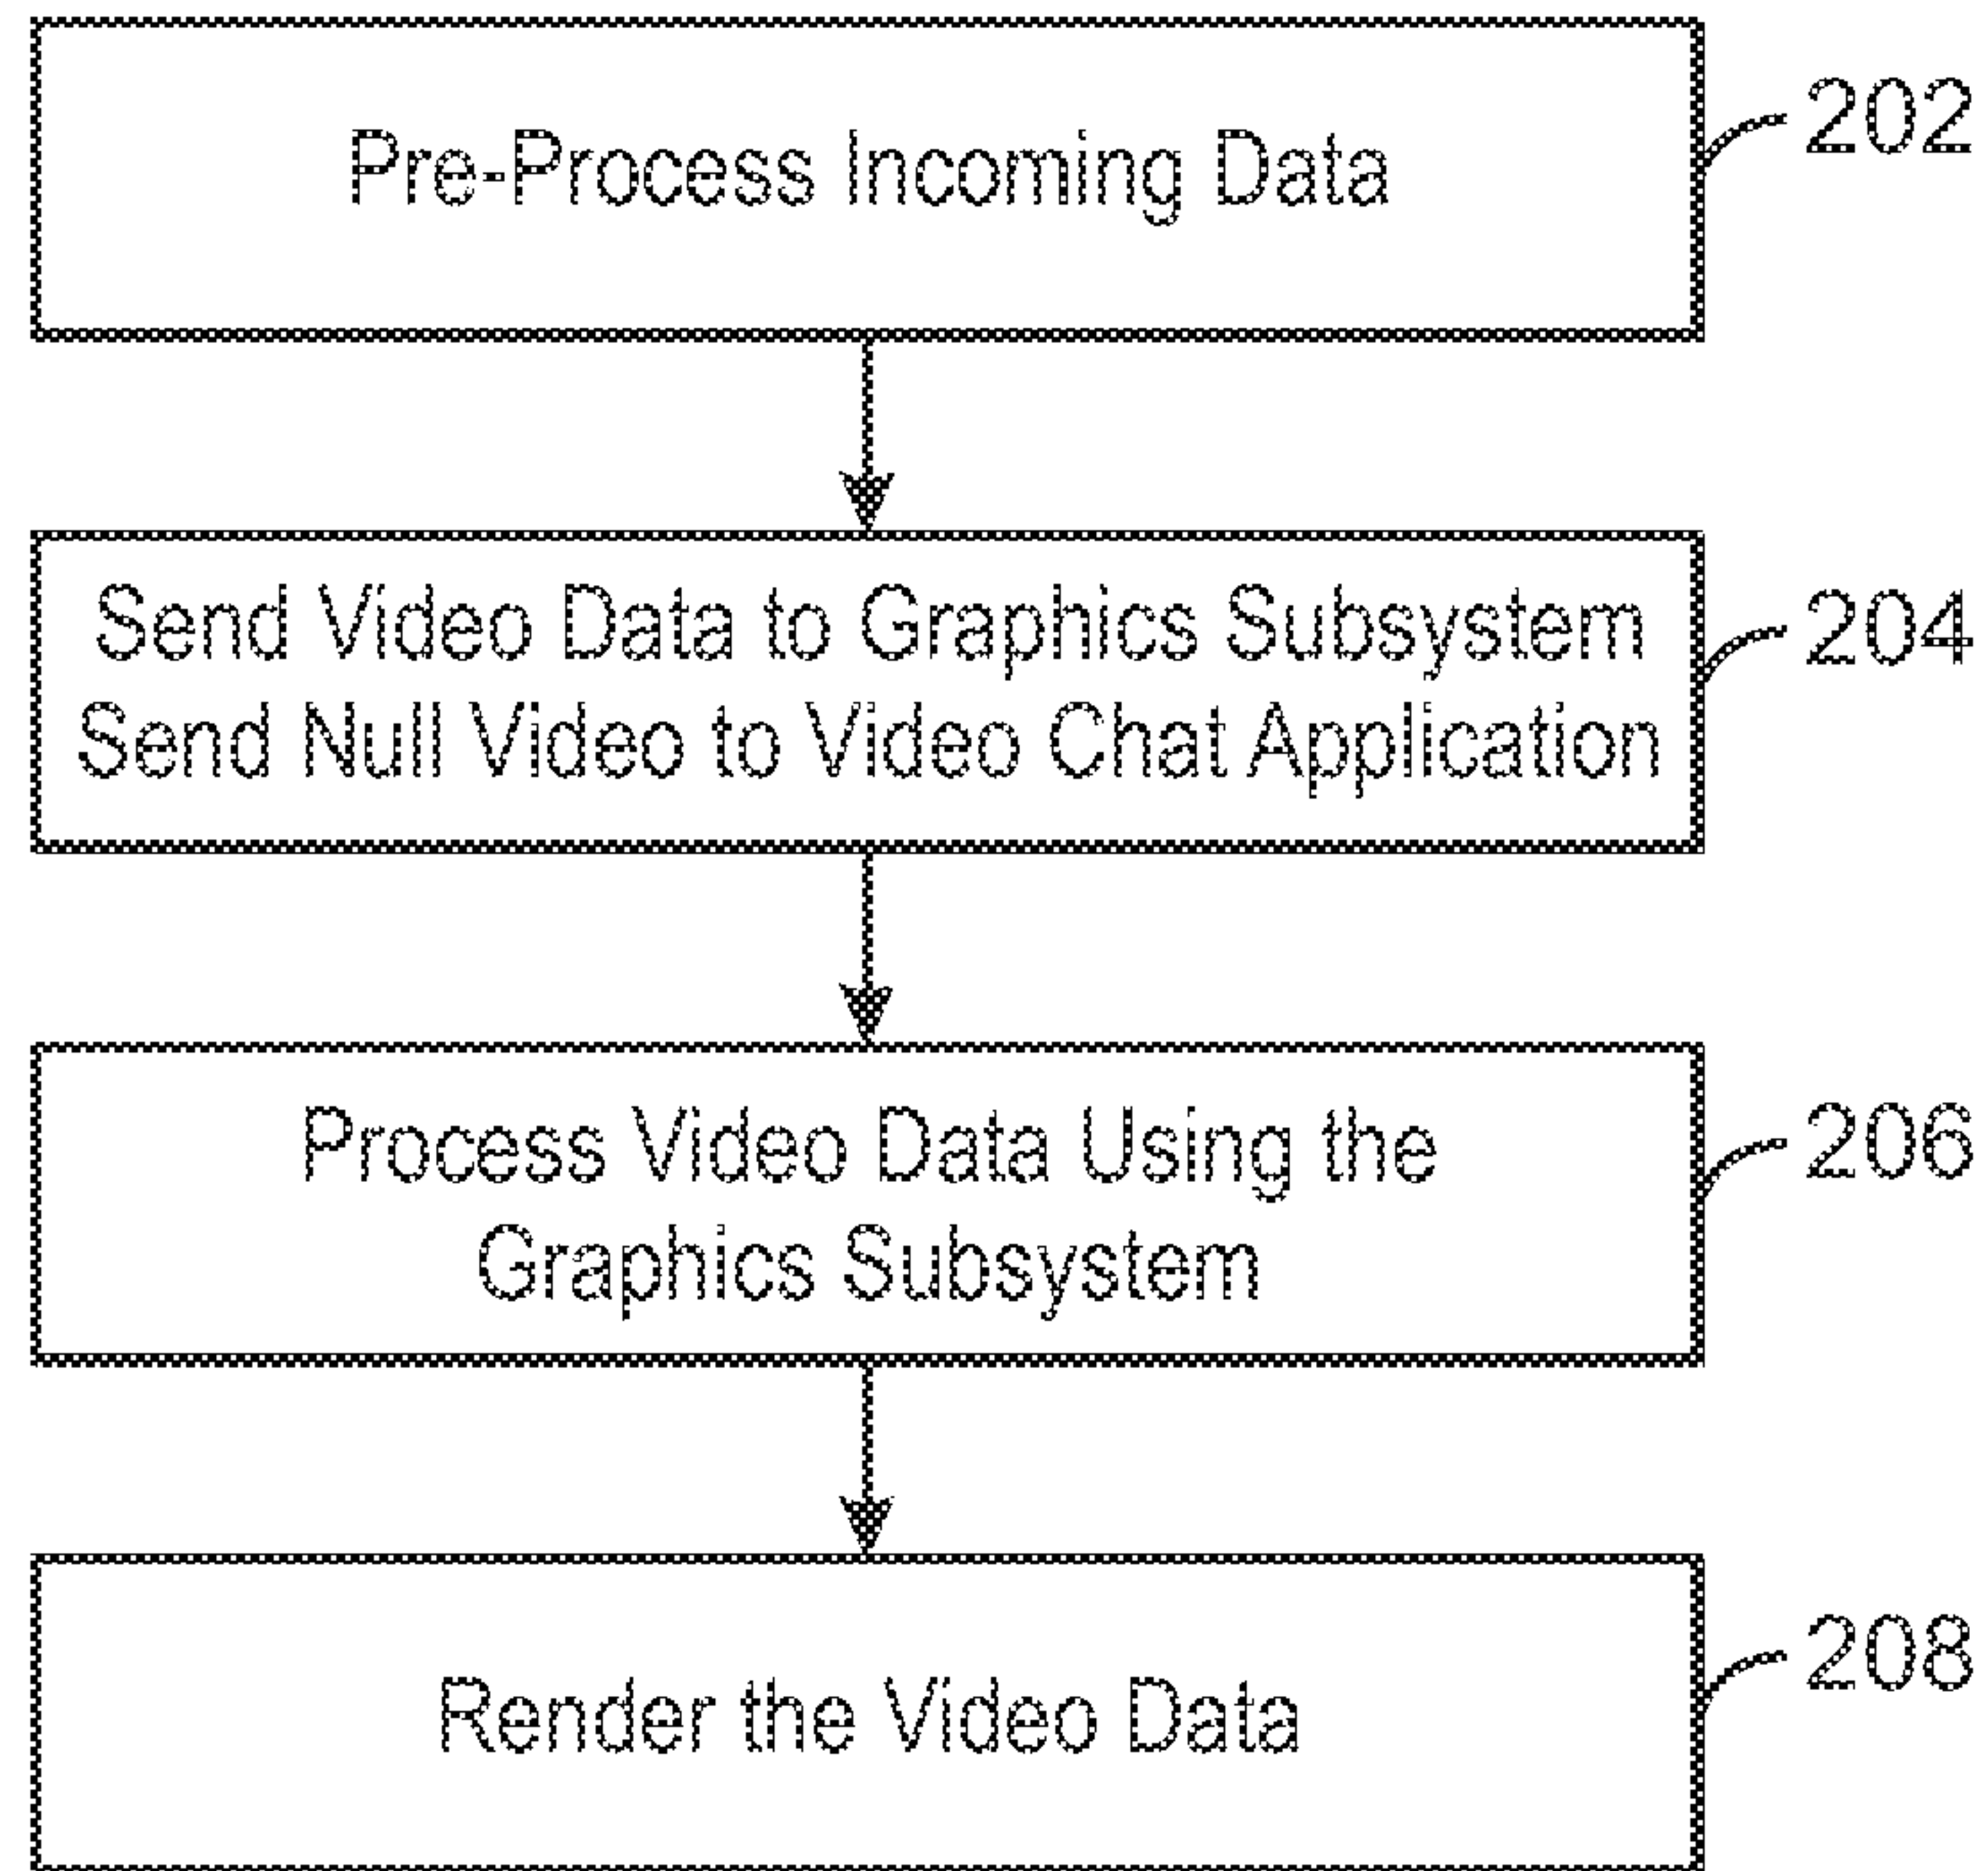 Pre-Process Incoming Data
202
Send Video Data to Graphics Subsystem
Send Null Video to Video Chat Application
204
Process Video Data Using the
Graphics Subsystem
206
Render the Video Data
208